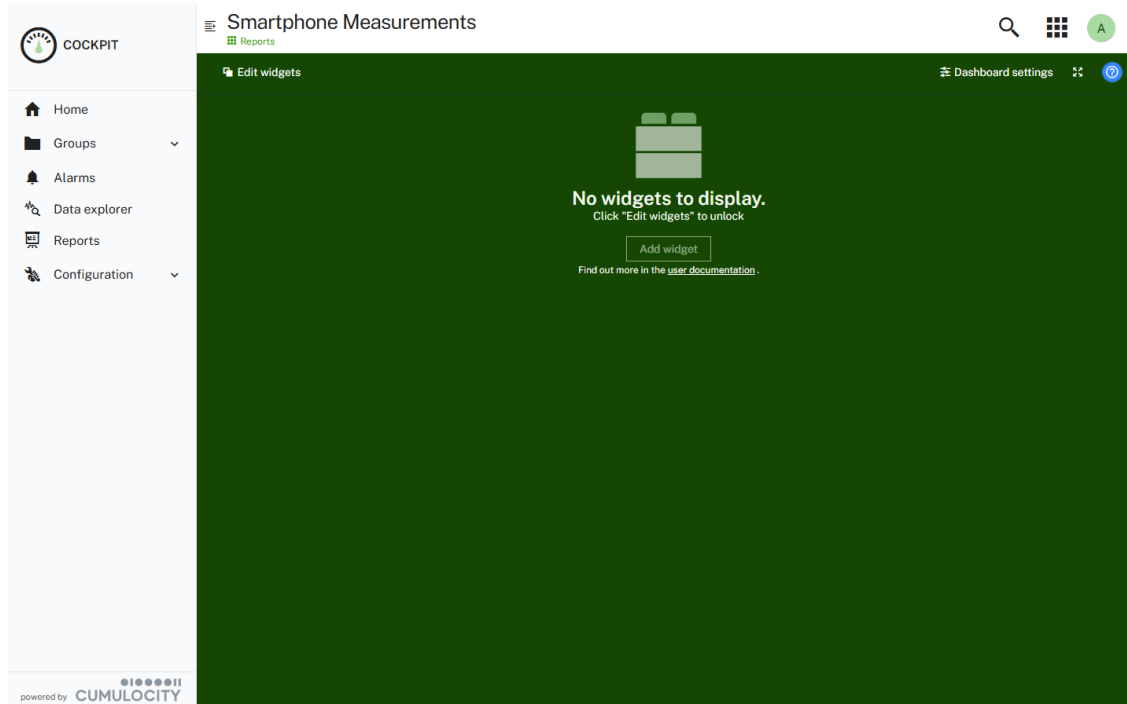 COCKPIT
Smartphone Measurements
Reports
A
Edit widgets
Dashboard settings
?
Home
Groups
Alarms
Data explorer
Reports
Configuration
No widgets to display.
Click "Edit widgets" to unlock
Add widget
Find out more in the user documentation .
powered by CUMULOCITY